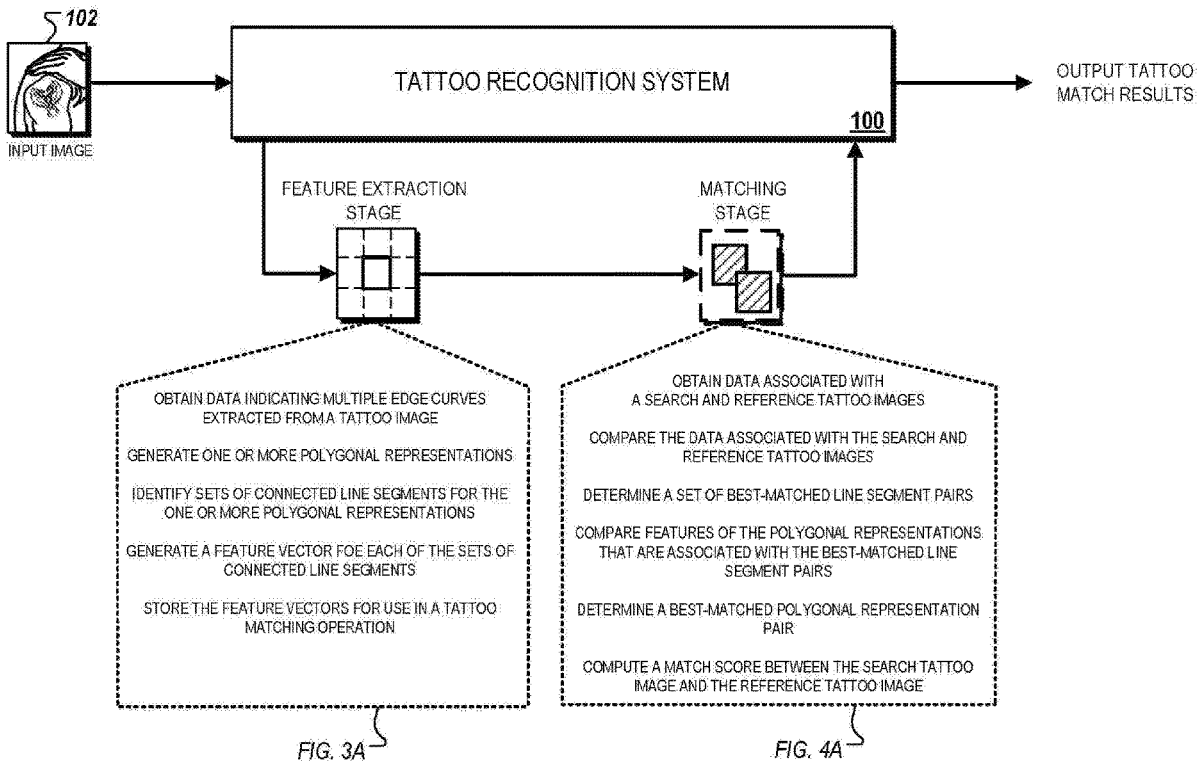 102
TATTOO RECOGNITION SYSTEM
100
OUTPUT TATTOO
MATCH RESULTS
INPUT IMAGE
FEATURE EXTRACTION
STAGE
MATCHING
STAGE
OBTAIN DATA INDICATING MULTIPLE EDGE CURVES
EXTRACTED FROM A TATTOO IMAGE
GENERATE ONE OR MORE POLYGONAL REPRESENTATIONS
IDENTIFY SETS OF CONNECTED LINE SEGMENTS FOR THE
ONE OR MORE POLYGONAL REPRESENTATIONS
GENERATE A FEATURE VECTOR FOE EACH OF THE SETS OF
CONNECTED LINE SEGMENTS
STORE THE FEATURE VECTORS FOR USE IN A TATTOO
MATCHING OPERATION
OBTAIN DATA ASSOCIATED WITH
A SEARCH AND REFERENCE TATTOO IMAGES
COMPARE THE DATA ASSOCIATED WITH THE SEARCH AND
REFERENCE TATTOO IMAGES
DETERMINE A SET OF BEST-MATCHED LINE SEGMENT PAIRS
COMPARE FEATURES OF THE POLYGONAL REPRESENTATIONS
THAT ARE ASSOCIATED WITH THE BEST-MATCHED LINE
SEGMENT PAIRS
DETERMINE A BEST-MATCHED POLYGONAL REPRESENTATION
PAIR
COMPUTE A MATCH SCORE BETWEEN THE SEARCH TATTOO
IMAGE AND THE REFERENCE TATTOO IMAGE
FIG. 3A
FIG. 4A